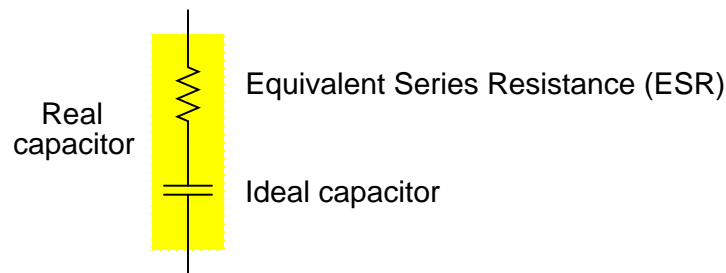 Equivalent Series Resistance (ESR)
Real
capacitor
Ideal capacitor